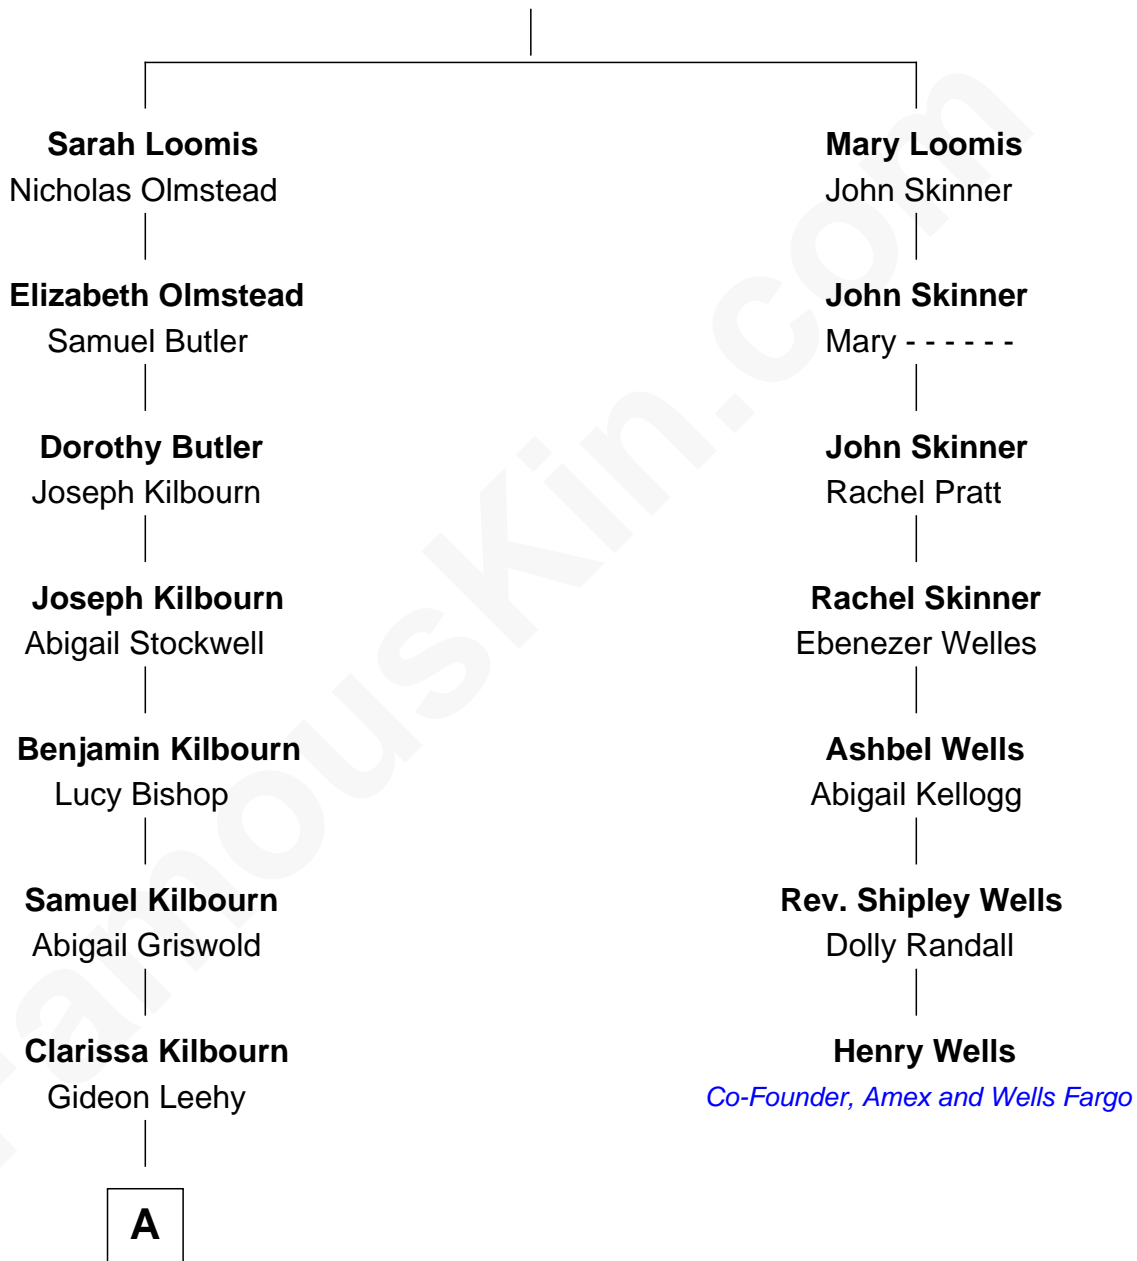 Sarah Loomis
Nicholas Olmstead
Mary Loomis
John Skinner
Elizabeth Olmstead
Samuel Butler
John Skinner
Mary - - - - - -
Dorothy Butler
Joseph Kilbourn
John Skinner
Rachel Pratt
Joseph Kilbourn
Abigail Stockwell
Rachel Skinner
Ebenezer Welles
Benjamin Kilbourn
Lucy Bishop
Ashbel Wells
Abigail Kellogg
Samuel Kilbourn
Abigail Griswold
Rev. Shipley Wells
Dolly Randall
Clarissa Kilbourn
Gideon Leehy
Henry Wells
Co-Founder, Amex and Wells Fargo
A
FamousKin.com